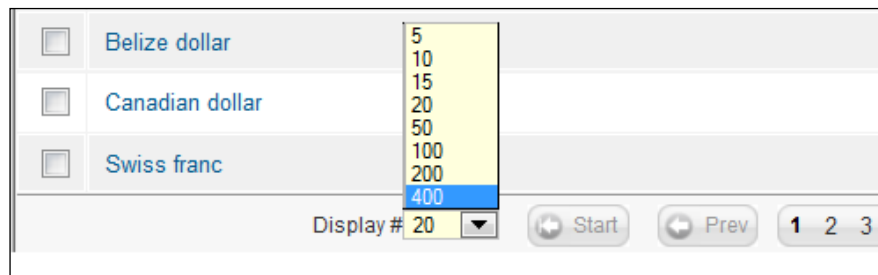 Belize dollar
Canadian dollar
Swiss franc
5
10
15
20
50
100
200
400
Display # 20 Start Prev 1 2 3